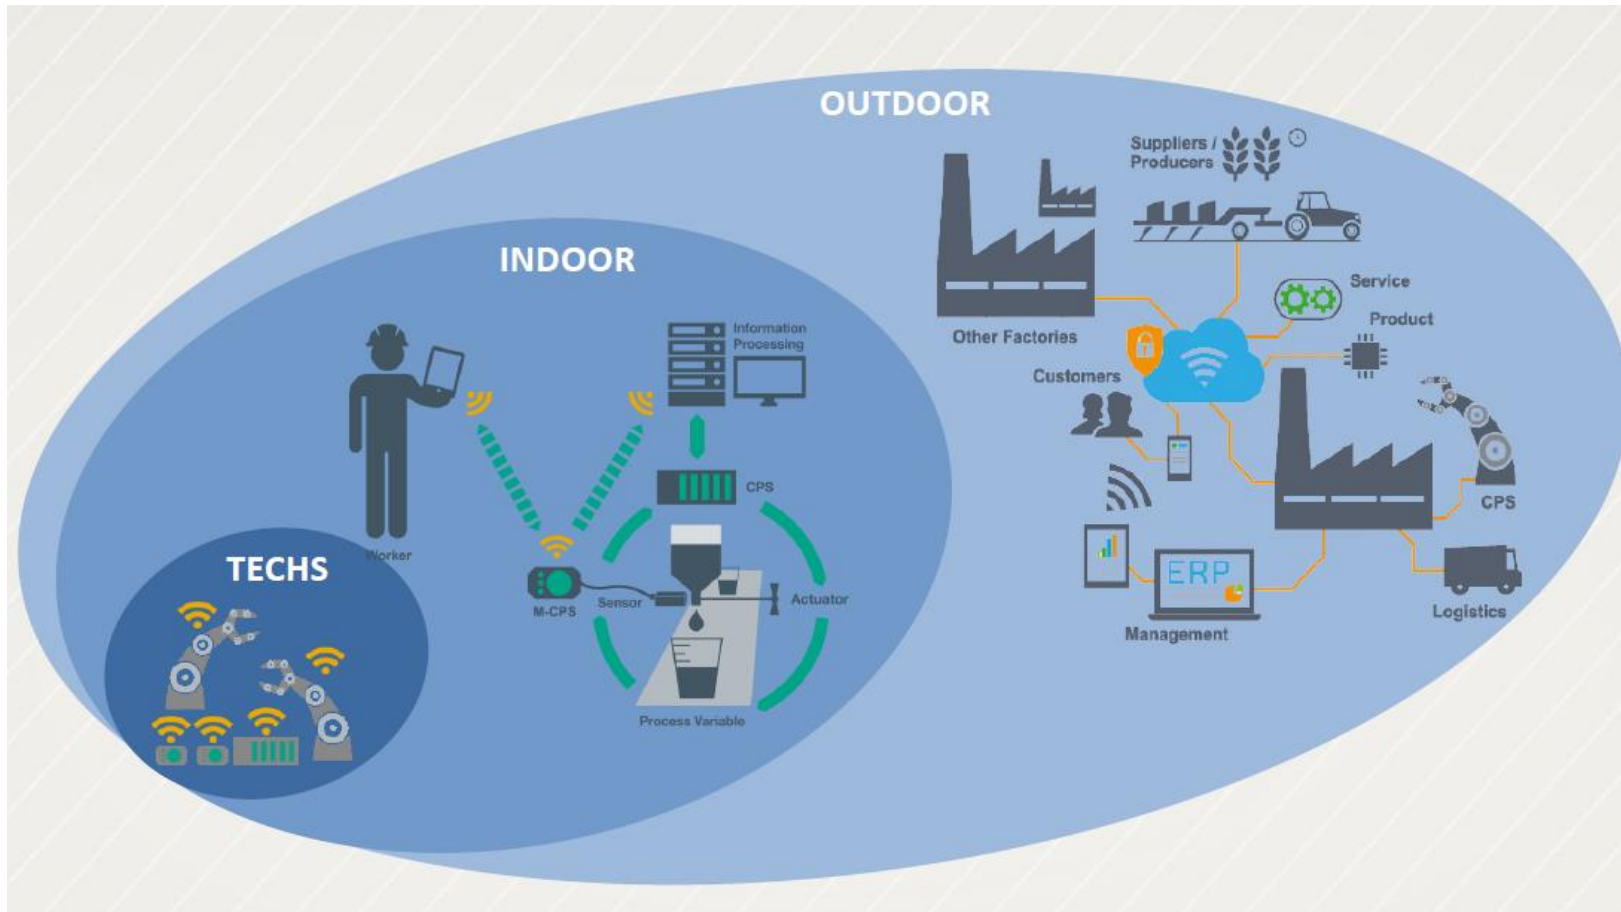 OUTDOOR
Suppliers /
Producers
INDOOR
Service
Product
Information
Processing
Other Factories
Customers
CPS
CPS
Worker
TECHS
ERP
Sensor
M-CPS
Actuator
Logistics
Management
Process Variable